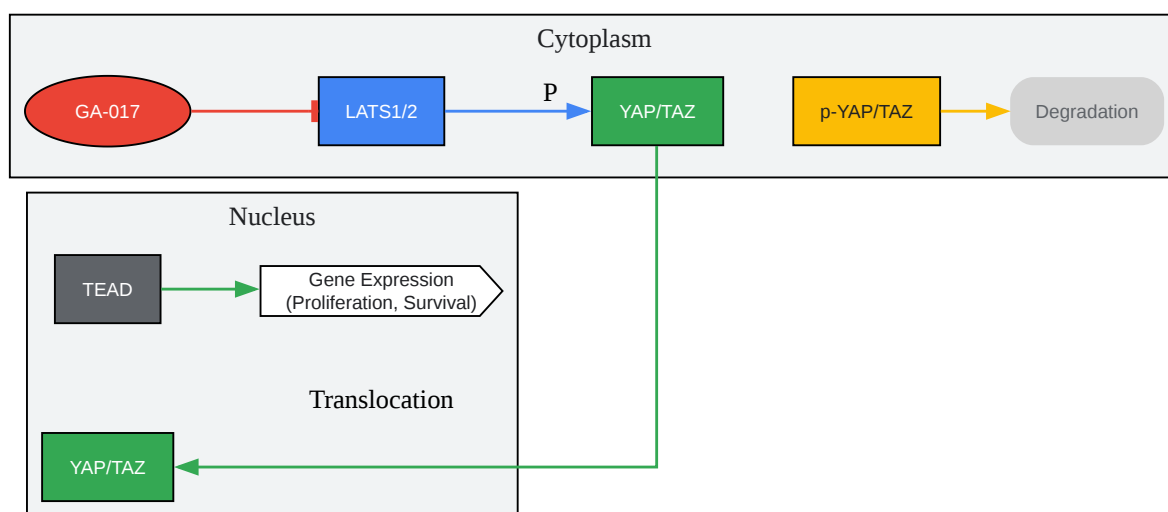 Cytoplasm
GA-017
LATS1/2
P
YAP/TAZ
p-YAP/TAZ
Degradation
Nucleus
TEAD
Gene Expression
(Proliferation, Survival)
Translocation
YAP/TAZ